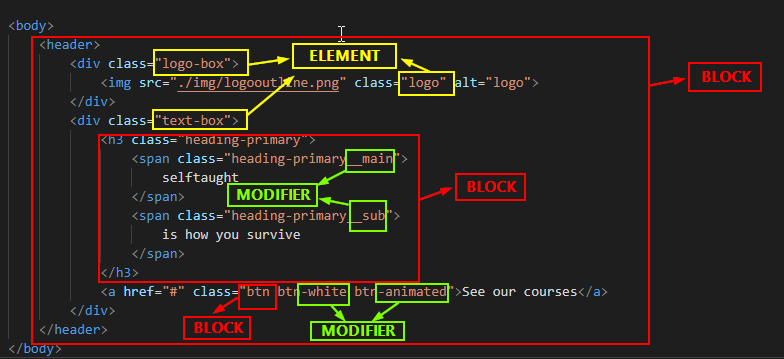 <body>
<header>
<div class="logo-box"> ELEMENT
<img src="./img/logooutline.png" class="logo" alt="logo"> BLOCK
</div>
<div class="text-box">
<h3 class="heading-primary">
<span class="heading-primary__main">
selftaught BLOCK
</span> MODIFIER
<span class="heading-primary__sub">
is how you survive
</span>
</h3>
<a href="#" class="btn btn-white btn-animated">See our courses</a>
</div> BLOCK MODIFIER
</header>
</body>